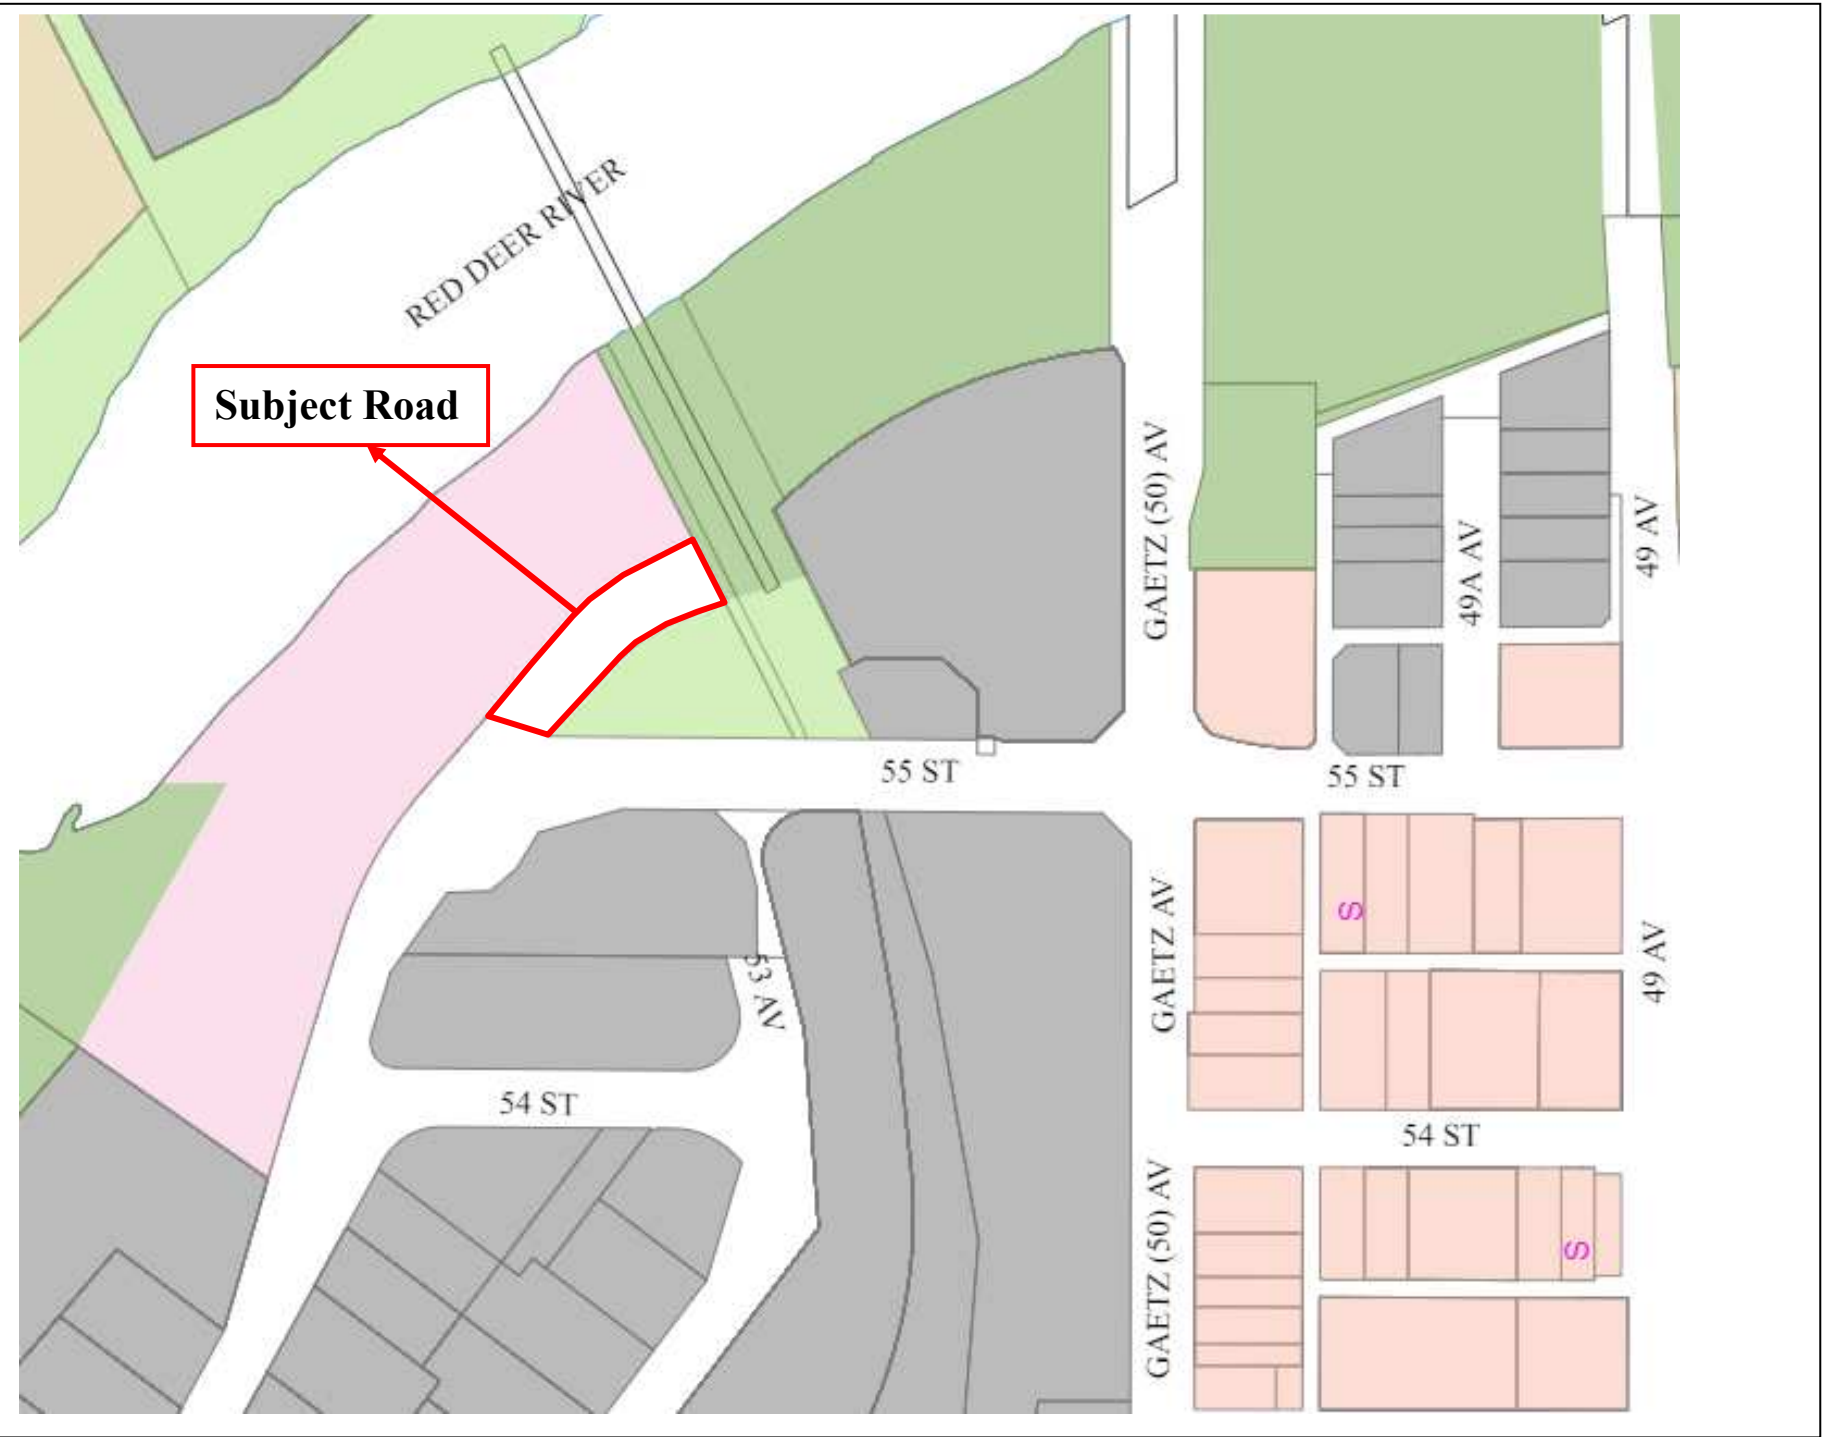 RED DEER RIVER
Subject Road
GAETZ (50) AV
49A AV
49 AV
55 ST
55 ST
GAETZ AV
S
49 AV
53 AV
54 ST
54 ST
GAETZ (50) AV
S